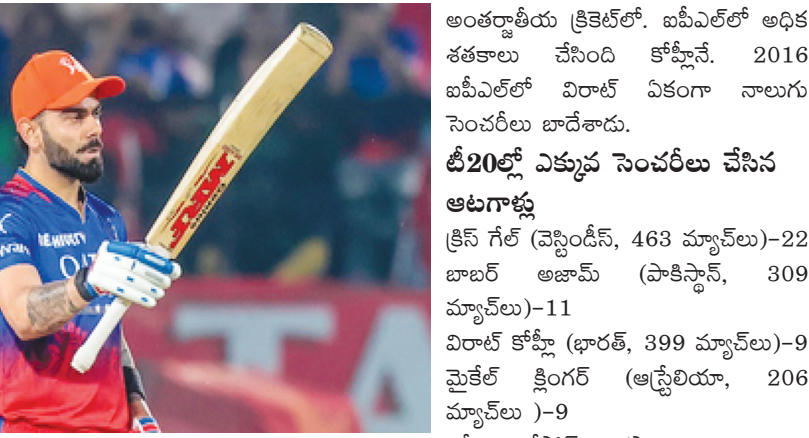 అంతర్జాతీయ క్రికెట్‌లో. ఐపీఎల్‌లో అధిక
శతకాలు చేసింది కోహ్లీనే. 2016
ఐపీఎల్‌లో విరాట్ ఏకంగా నాలుగు
సెంచరీలు బాదేశాడు.
టీ20ల్లో ఎక్కువ సెంచరీలు చేసిన
ఆటగాళ్లు
క్రిస్ గేల్ (వెస్టిండీస్, 463 మ్యాచ్‌లు)-22
బాబర్ అజామ్ (పాకిస్థాన్, 309
మ్యాచ్‌లు)-11
విరాట్ కోహ్లీ (భారత్, 399 మ్యాచ్‌లు)-9
మైకేల్ క్లింగర్ (ఆస్ట్రేలియా, 206
మ్యాచ్‌లు )-9
MRF